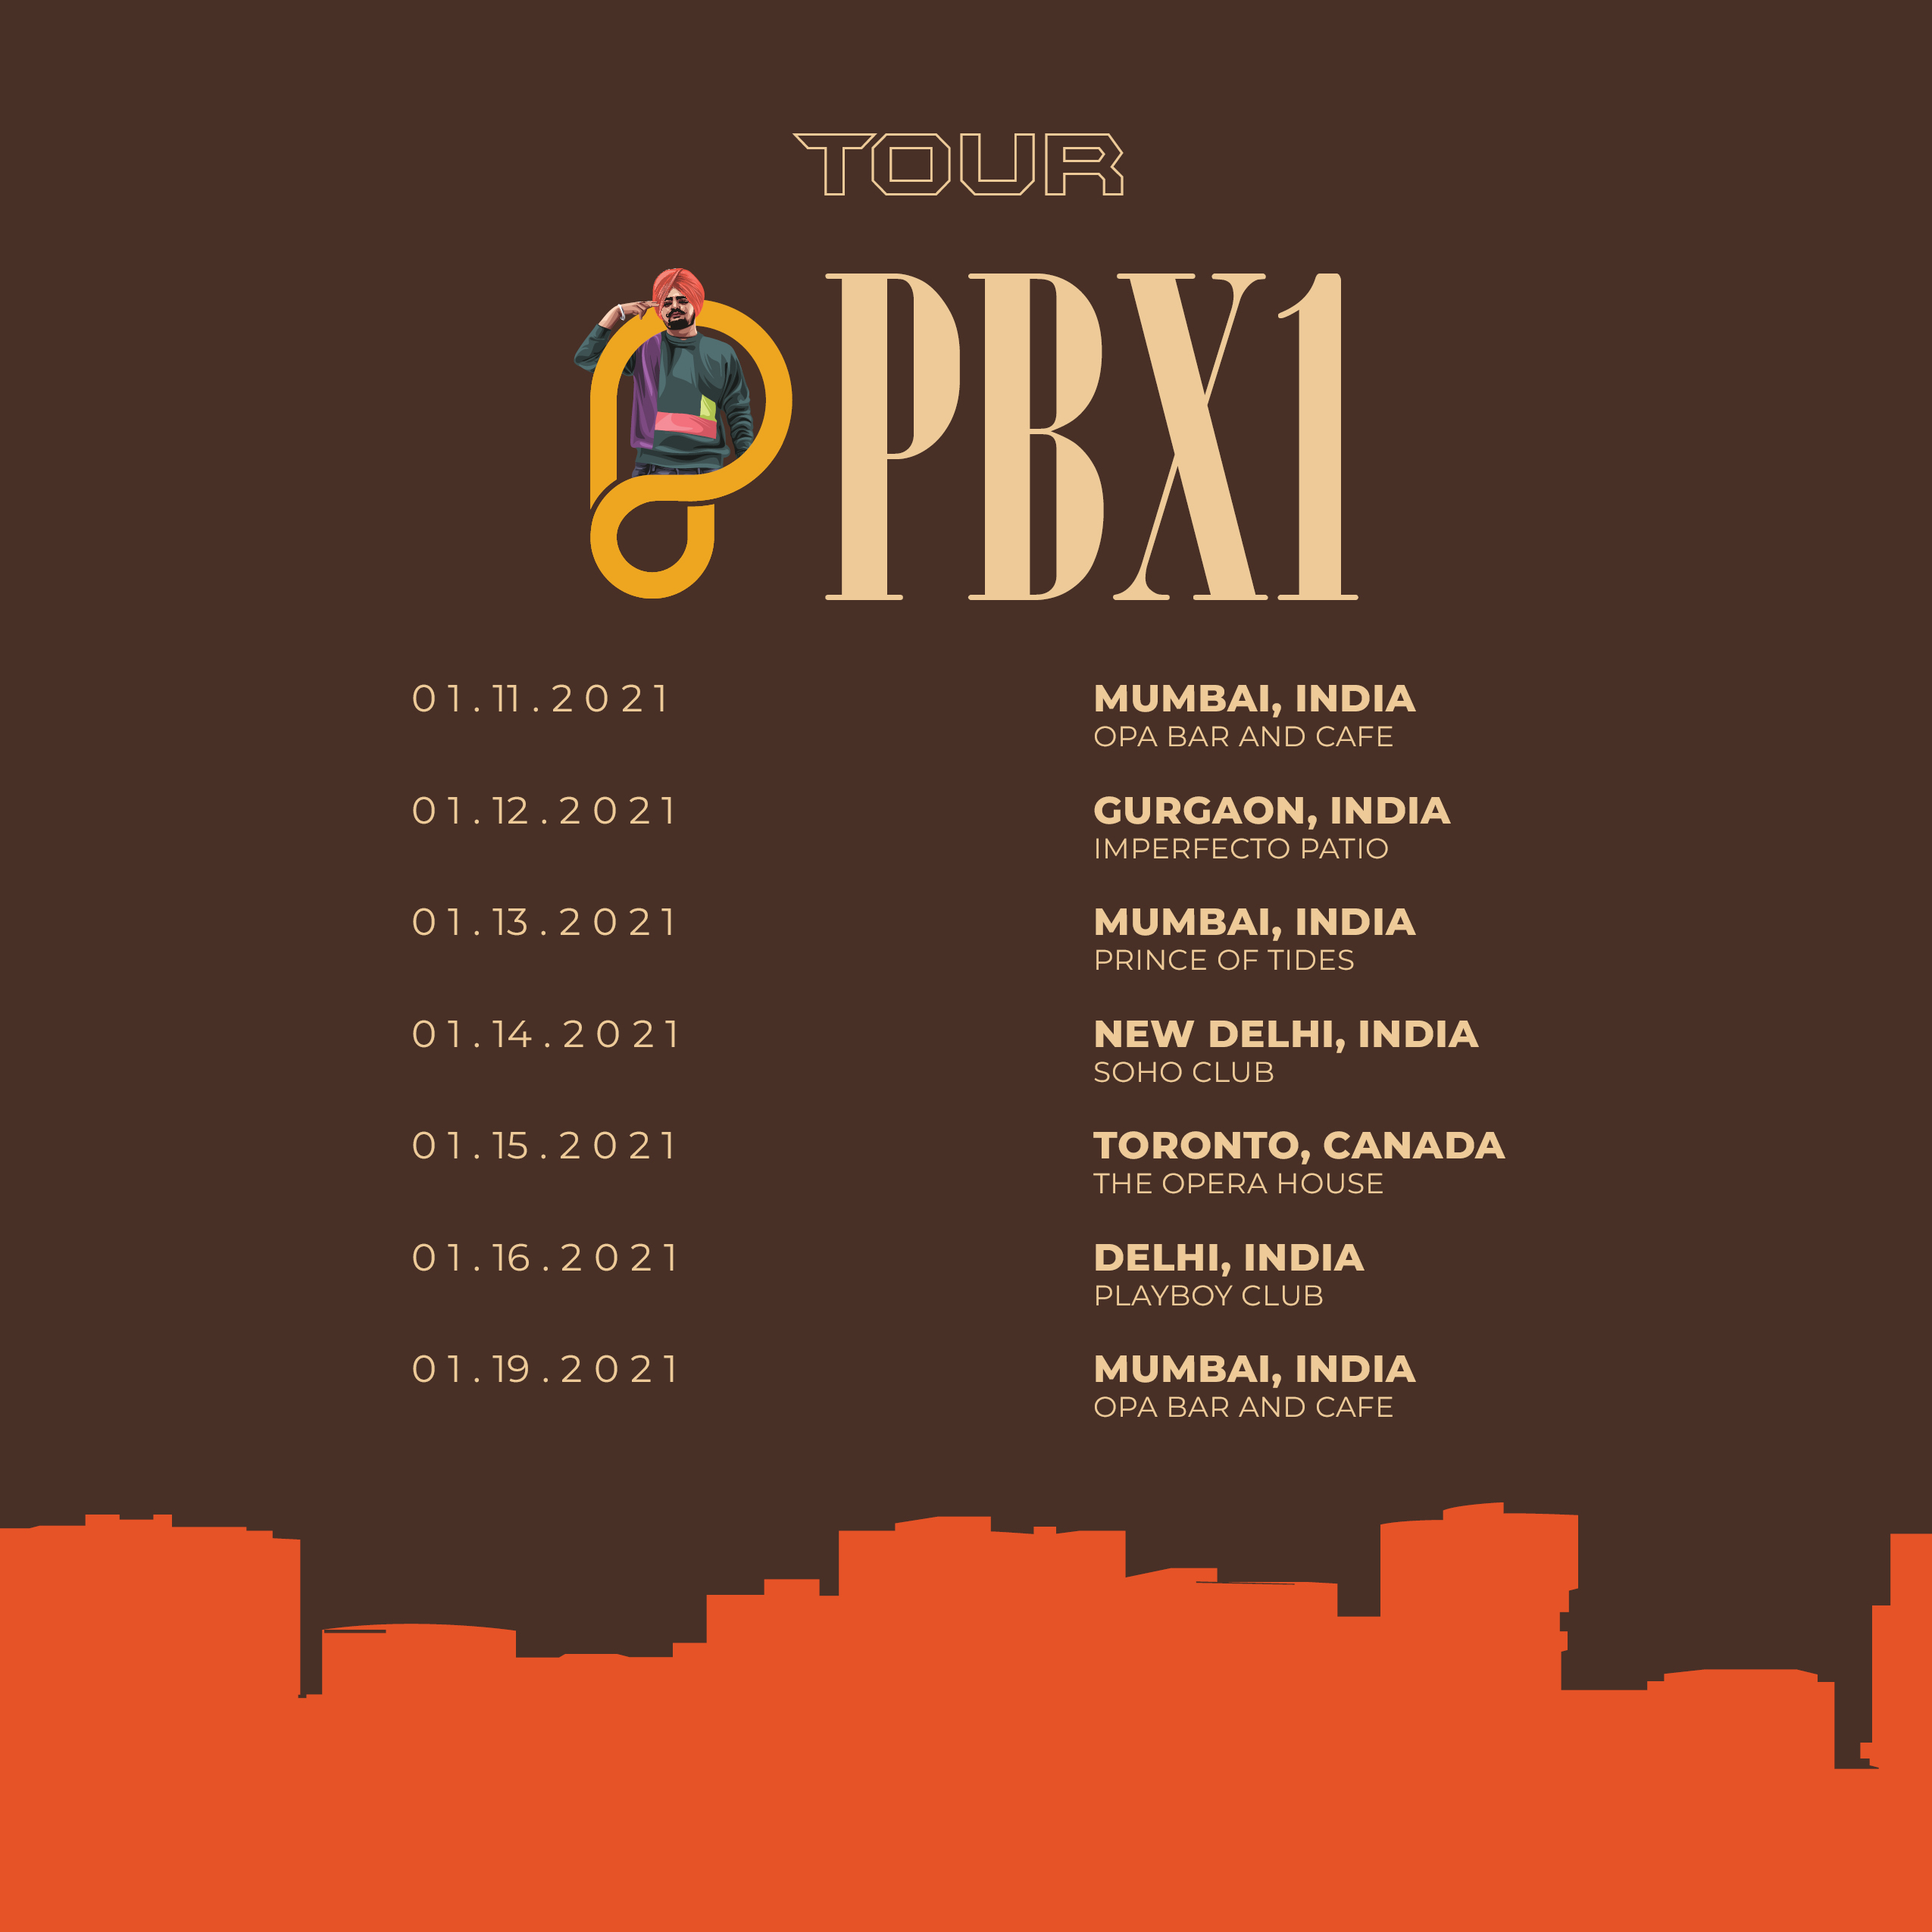 TOUR
PBX1
01.11.2021
MUMBAI, INDIA
OPA BAR AND CAFE
01.12.2021
GURGAON, INDIA
IMPERFECTO PATIO
01.13.2021
MUMBAI, INDIA
PRINCE OF TIDES
01.14.2021
NEW DELHI, INDIA
SOHO CLUB
01.15.2021
TORONTO, CANADA
THE OPERA HOUSE
01.16.2021
DELHI, INDIA
PLAYBOY CLUB
01.19.2021
MUMBAI, INDIA
OPA BAR AND CAFE